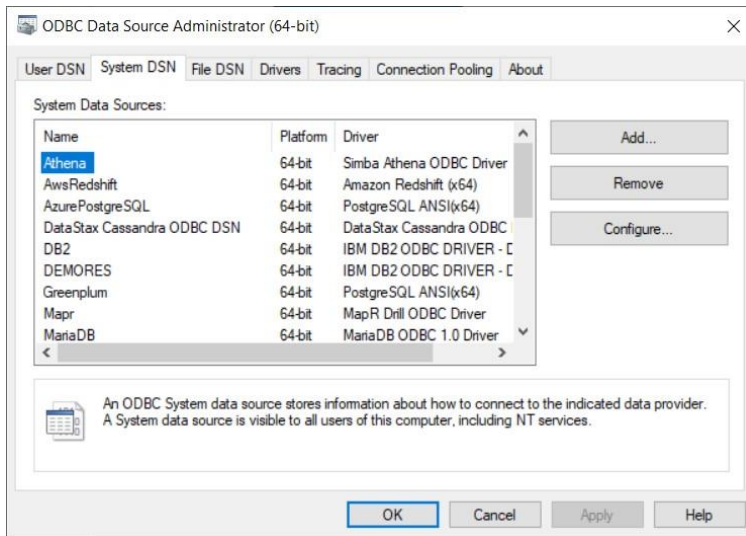 ODBC Data Source Administrator (64-bit)
User DSN System DSN File DSN Drivers Tracing Connection Pooling About
System Data Sources:
Name Platform Driver
Athena 64-bit Simba Athena ODBC Driver
AwsRedshift 64-bit Amazon Redshift (x64)
AzurePostgreSQL 64-bit PostgreSQL ANSI(x64)
DataStax Cassandra ODBC DSN 64-bit DataStax Cassandra ODBC
DB2 64-bit IBM DB2 ODBC DRIVER -
DEMORES 64-bit IBM DB2 ODBC DRIVER -
Greenplum 64-bit PostgreSQL ANSI(x64)
Mapr 64-bit MapR Drill ODBC Driver
MariaDB 64-bit MariaDB ODBC 1.0 Driver
Add...
Remove
Configure...
An ODBC System data source stores information about how to connect to the indicated data provider.
A System data source is visible to all users of this computer, including NT services.
OK Cancel Apply Help